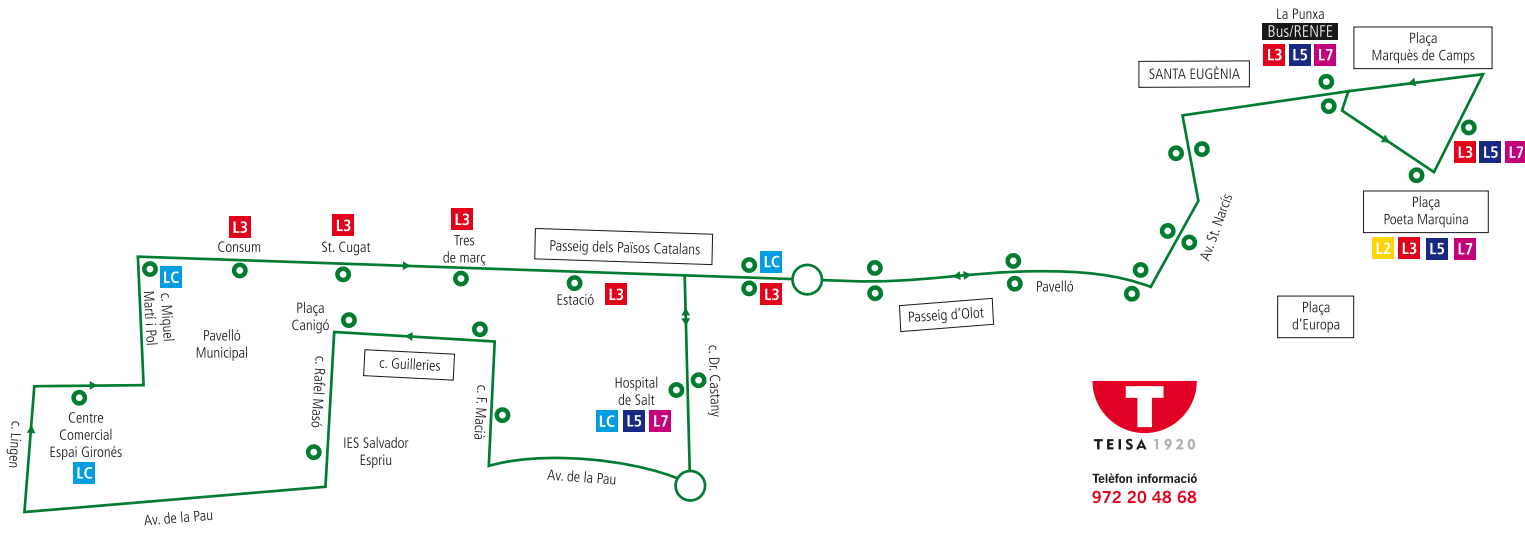 La Punxa
Bus/RENFE
L3 L5 L7
Plaça
Marquès de Camps
SANTA EUGÈNIA
L3 L5 L7
Plaça
Poeta Marquina
L2 L3 L5 L7
Av. St. Narcís
L3
Consum
L3
St. Cugat
L3
Tres
de març
Passeig dels Països Catalans
LC
L3
LC
c. Miquel
Martí i Pol
Estació L3
Pavelló
Passeig d'Olot
Plaça
d'Europa
Plaça
Canigó
Pavelló
Municipal
c. Guilleries
c. Rafel Masó
c. F. Macià
Hospital
de Salt
LC L5 L7
c. Dr. Castany
Centre
Comercial
Espai Gironés
LC
c. Lingen
IES Salvador
Espriu
Av. de la Pau
Av. de la Pau
T
TEISA 1920
Telèfon informació
972 20 48 68